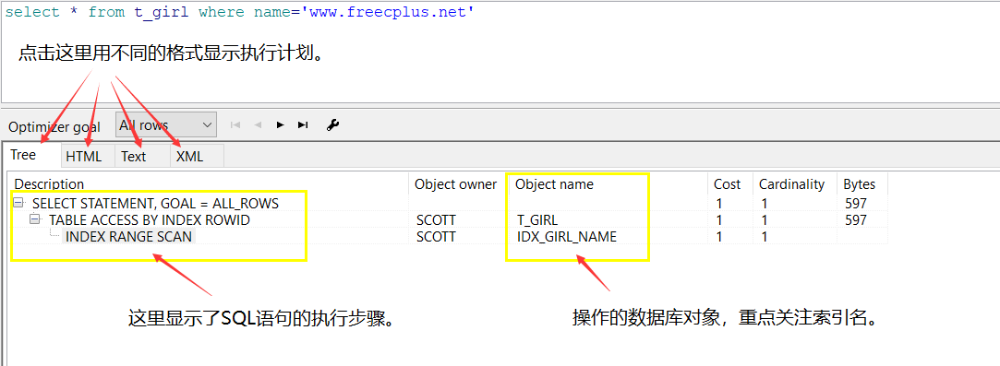 select * from t_girl where name='www.freecplus.net'
点击这里用不同的格式显示执行计划。
Optimizer goal All rows
Tree HTML Text XML
Description Object owner Object name Cost Cardinality Bytes
SELECT STATEMENT, GOAL = ALL_ROWS 1 1 597
TABLE ACCESS BY INDEX ROWID SCOTT T_GIRL 1 1 597
INDEX RANGE SCAN SCOTT IDX_GIRL_NAME 1 1
这里显示了SQL语句的执行步骤。
操作的数据库对象，重点关注索引名。